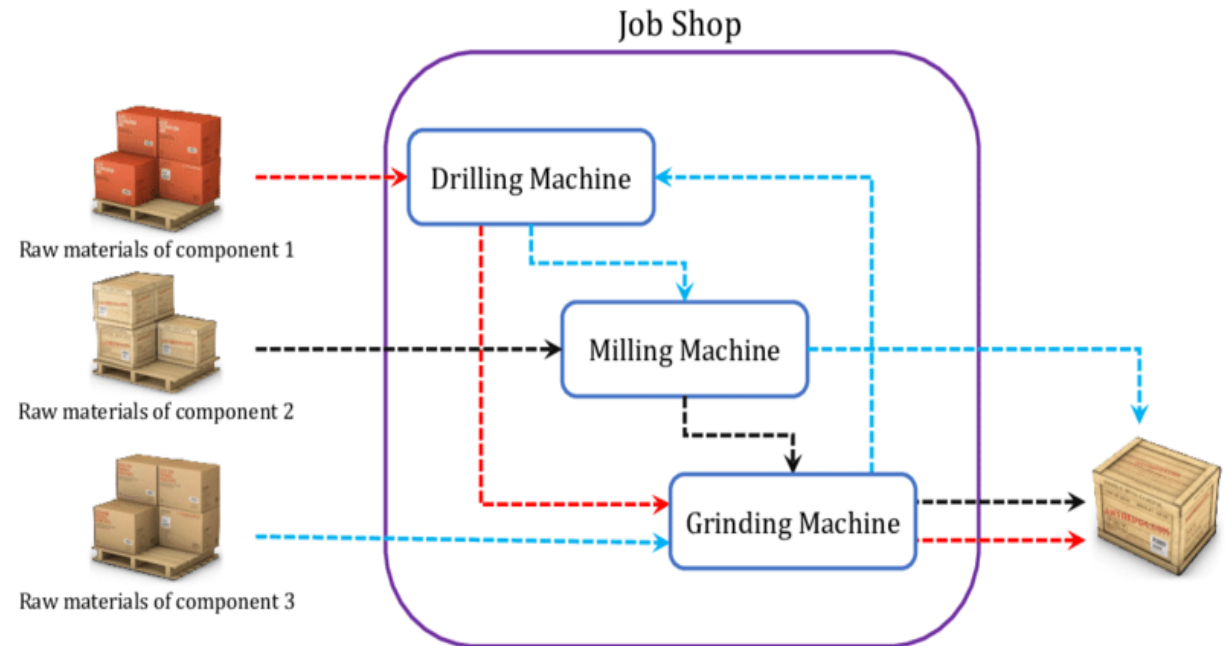 Job Shop
Drilling Machine
Raw materials of component 1
Milling Machine
Raw materials of component 2
Grinding Machine
Raw materials of component 3